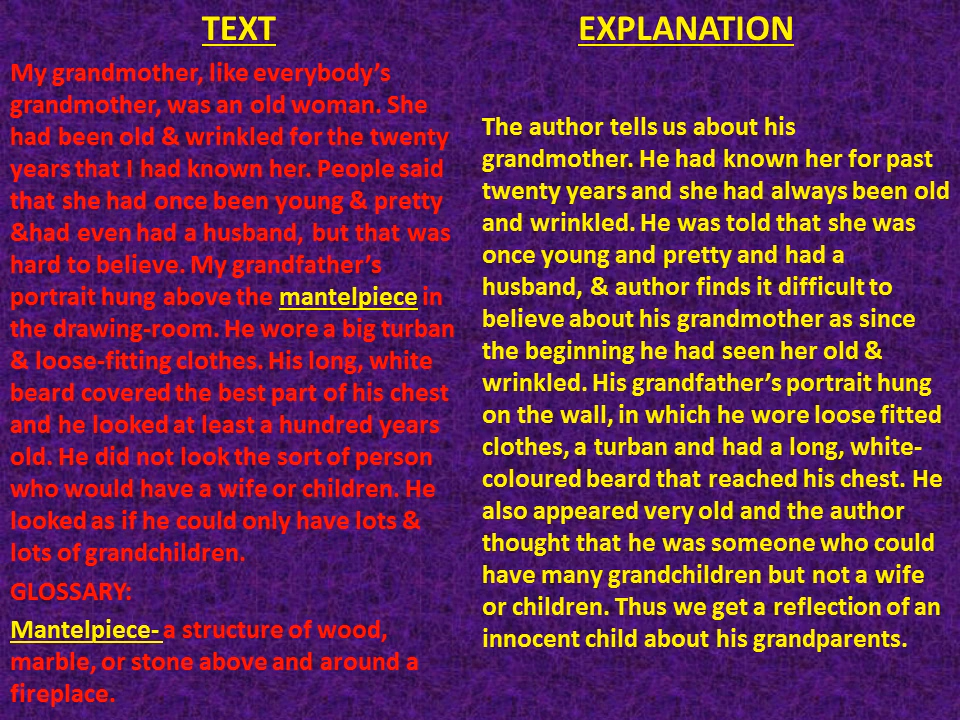 TEXT
My grandmother, like everybody’s
grandmother, was an old woman. She
had been old & wrinkled for the twenty
years that I had known her. People said
that she had once been young & pretty
&had even had a husband, but that was
hard to believe. My grandfather’s
portrait hung above the mantelpiece in
the drawing-room. He wore a big turban
& loose-fitting clothes. His long, white
beard covered the best part of his chest
and he looked at least a hundred years
old. He did not look the sort of person
who would have a wife or children. He
looked as if he could only have lots &
lots of grandchildren.
GLOSSARY:
Mantelpiece- a structure of wood,
marble, or stone above and around a
fireplace.
EXPLANATION
The author tells us about his
grandmother. He had known her for past
twenty years and she had always been old
and wrinkled. He was told that she was
once young and pretty and had a
husband, & author finds it difficult to
believe about his grandmother as since
the beginning he had seen her old &
wrinkled. His grandfather’s portrait hung
on the wall, in which he wore loose fitted
clothes, a turban and had a long, white-
coloured beard that reached his chest. He
also appeared very old and the author
thought that he was someone who could
have many grandchildren but not a wife
or children. Thus we get a reflection of an
innocent child about his grandparents.